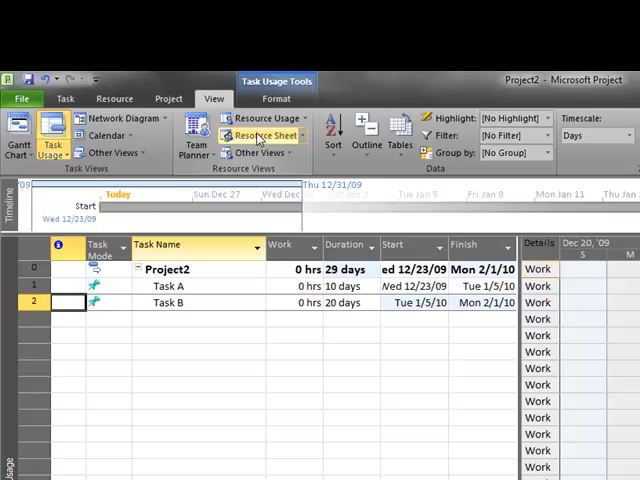 Task Usage Tools
Project2 - Microsoft Project
File Task Resource Project View Format
Gantt Chart
Task Usage
Network Diagram
Calendar
Other Views
Task Views
Team Planner
Resource Usage
Resource Sheet
Other Views
Resource Views
Sort
Outline
Tables
Highlight: [No Highlight]
Filter: [No Filter]
Group by: [No Group]
Data
Timescale:
Days
Timeline
'09
Thu 12/31/09
Today
Sun Dec 27
Wed Dec
Jan 2
Tue Jan 5
Fri Jan 8
Mon Jan 11
Thu Jan 14
Start
Wed 12/23/09
Task Mode Task Name Work Duration Start Finish Details Dec 20, '09
S M
0 Project2 0 hrs 29 days ed 12/23/09 Mon 2/1/10 Work
1 Task A 0 hrs 10 days Wed 12/23/09 Tue 1/5/10 Work
2 Task B 0 hrs 20 days Tue 1/5/10 Mon 2/1/10 Work
Work
Work
Work
Work
Work
Work
Work
Work
Work
Work
Usage